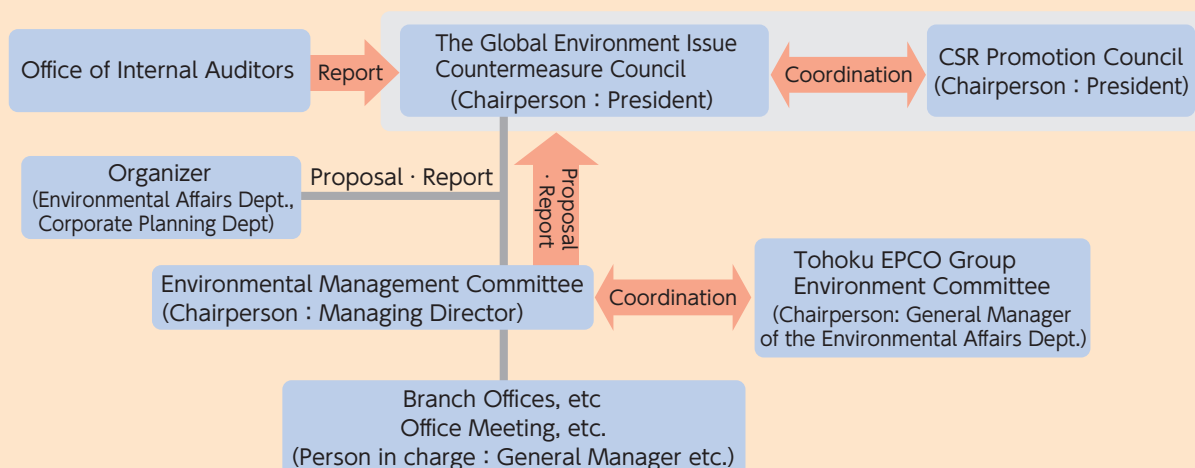 Office of Internal Auditors
Report
The Global Environment Issue
Countermeasure Council
(Chairperson : President)
Coordination
CSR Promotion Council
(Chairperson : President)
Organizer
(Environmental Affairs Dept.,
Corporate Planning Dept)
Proposal · Report
Proposal
· Report
Environmental Management Committee
(Chairperson : Managing Director)
Coordination
Tohoku EPCO Group
Environment Committee
(Chairperson: General Manager
of the Environmental Affairs Dept.)
Branch Offices, etc
Office Meeting, etc.
(Person in charge : General Manager etc.)